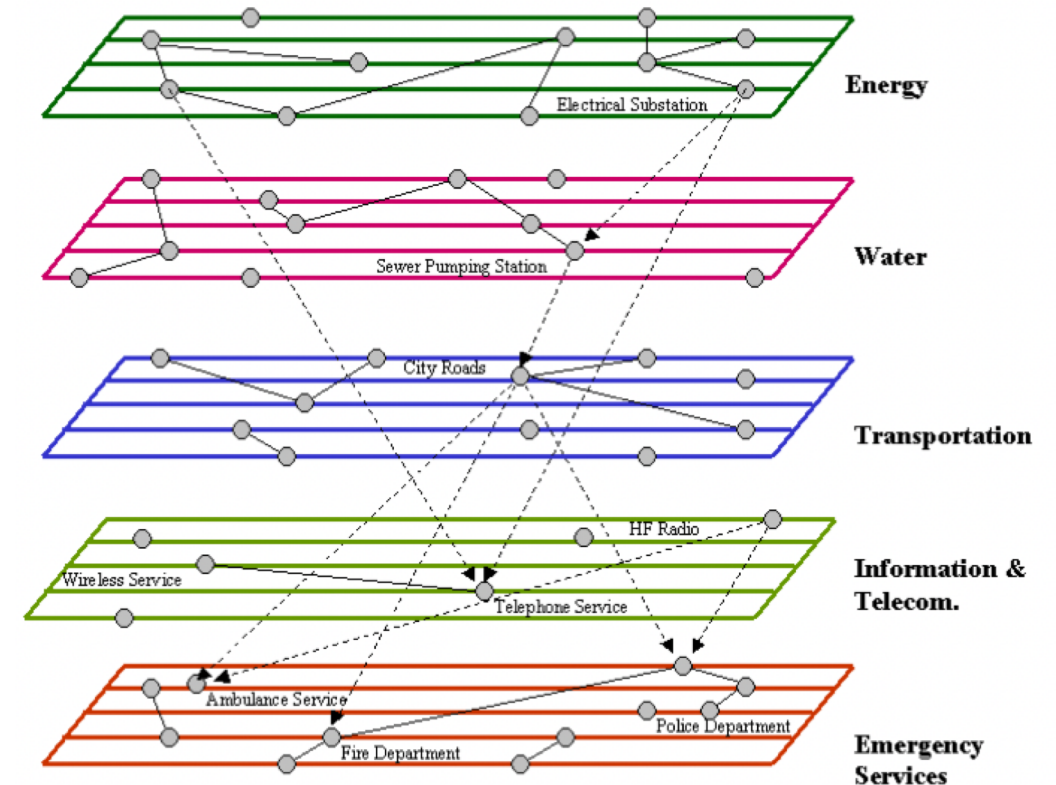 Electrical Substation
Energy
Sewer Pumping Station
Water
City Roads
Transportation
HF Radio
Wireless Service
Telephone Service
Information &
Telecom.
Ambulance Service
Police Department
Fire Department
Emergency
Services